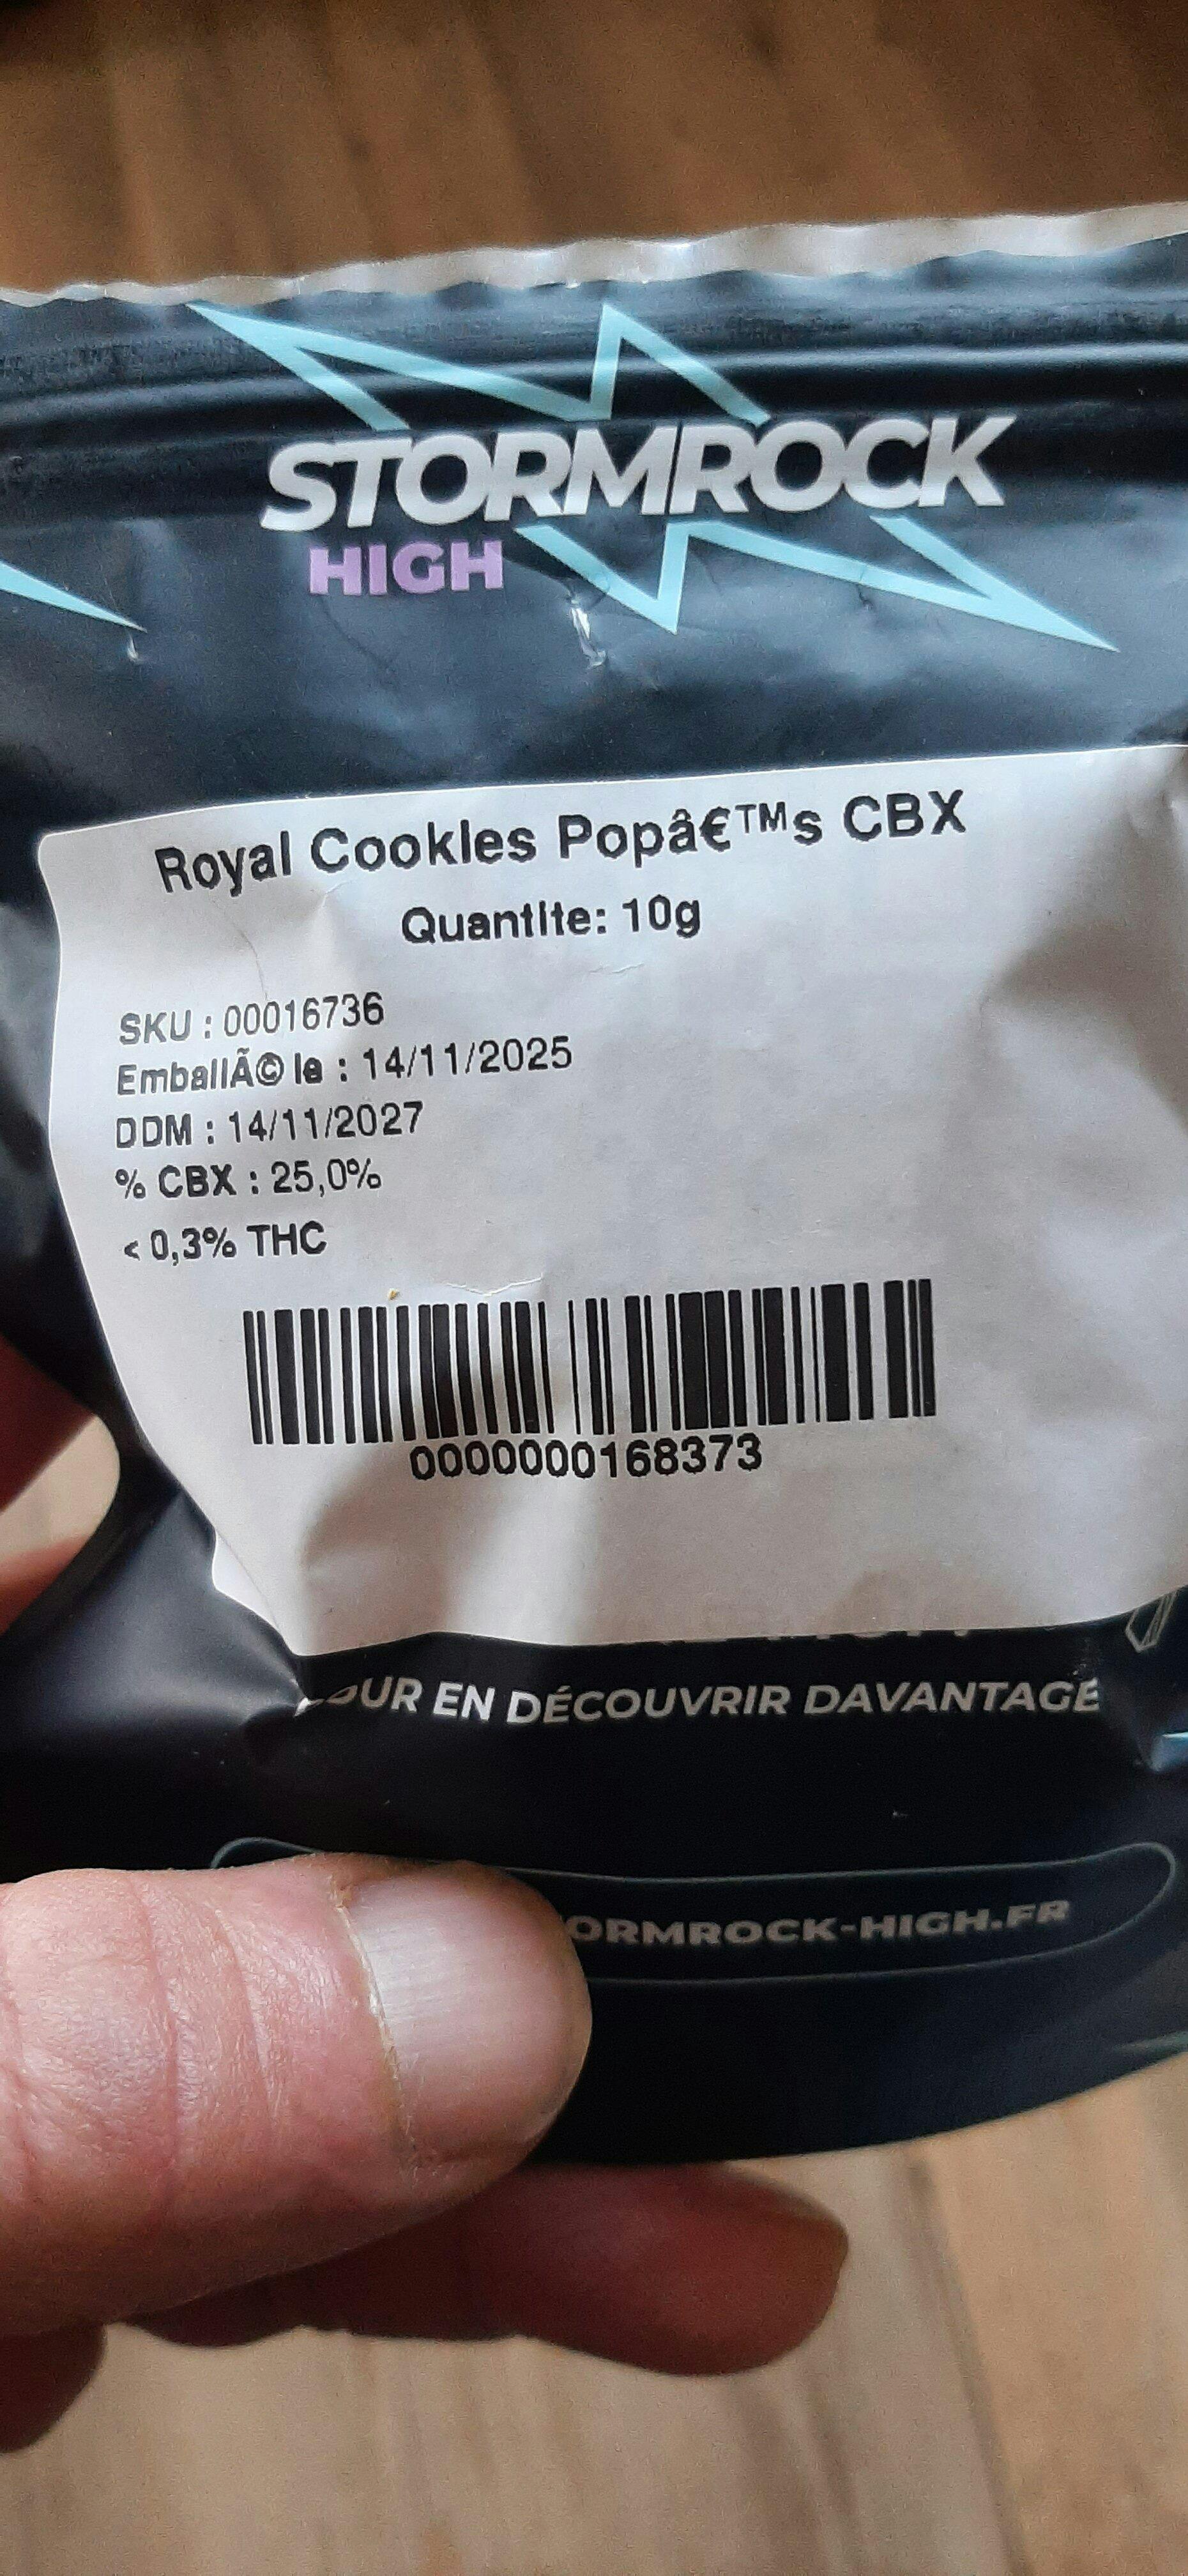 STORMROCK
HIGH
Royal Cookies Popâ€™s CBX
Quantite: 10g
SKU : 00016736
EmballÃ© le : 14/11/2025
DDM : 14/11/2027
% CBX : 25,0%
< 0,3% THC
0000000168373
POUR EN DÉCOUVRIR DAVANTAGE
ORMROCK-HIGH.FR